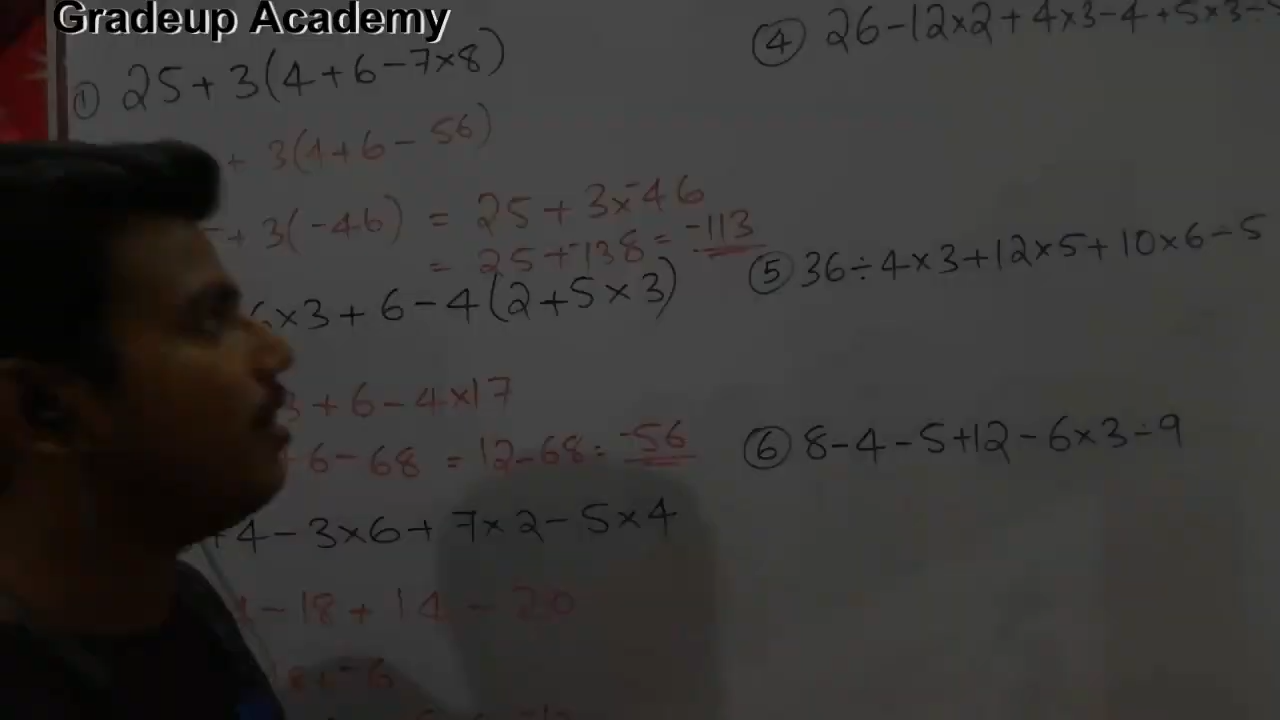 Gradeup Academy
① 25 + 3(4 + 6 - 7×8)
+ 3(4+6 - 56)
+ 3(-46) = 25 + 3×-46
= 25 + -138 = -113
×3 + 6 - 4(2+5×3)
3 + 6 - 4×17
6 - 68 = 12-68 = -56
+4 - 3×6 + 7×2 - 5×4
- 18 + 14 - 20
④ 26-12×2+4×3-4+5×3-
⑤ 36÷4×3+12×5+10×6-5
⑥ 8-4-5+12-6×3÷9